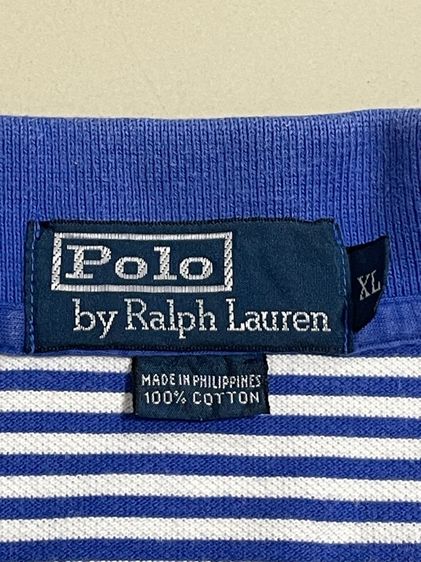 Polo
by Ralph Lauren
XL
MADE IN PHILIPPINES
100% COTTON